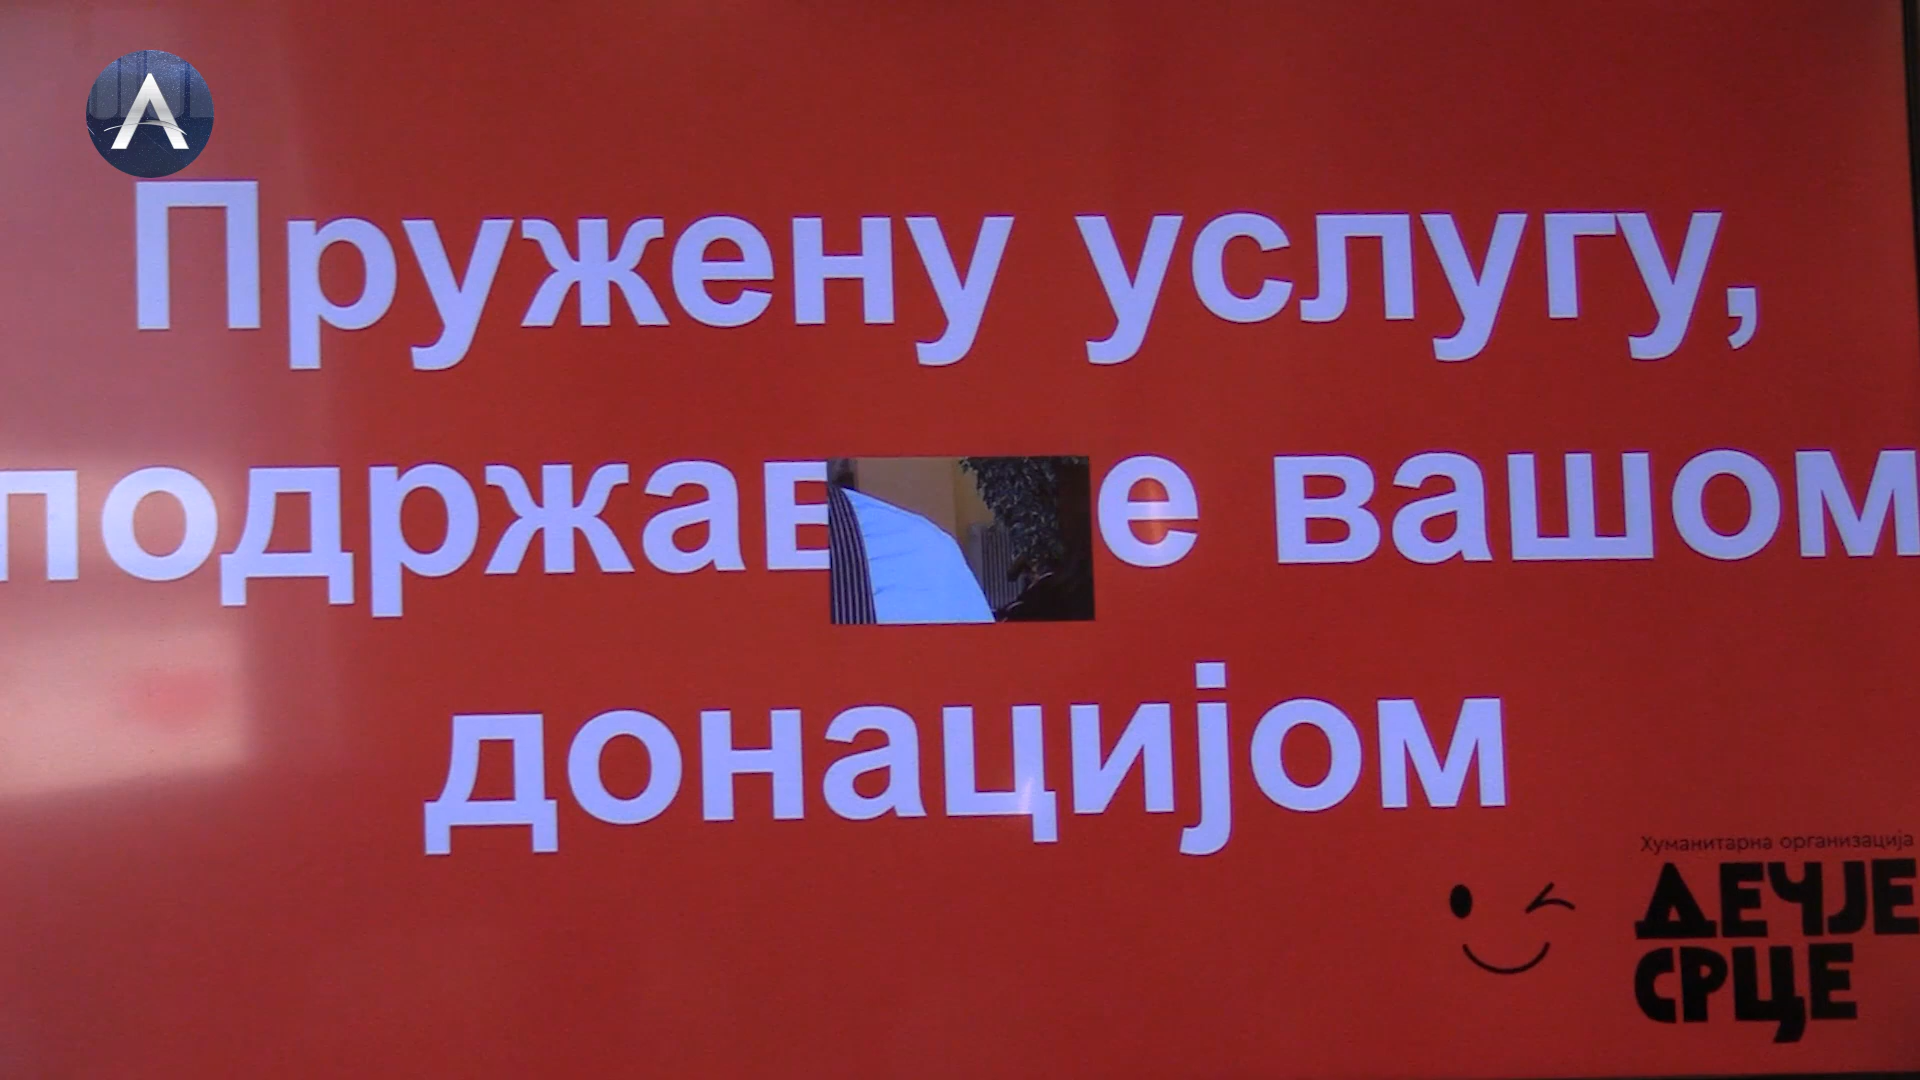 Пружену услугу,
вашом
донацијом
Хуманитарна организација
ДЕЧЈЕ
СРЦЕ